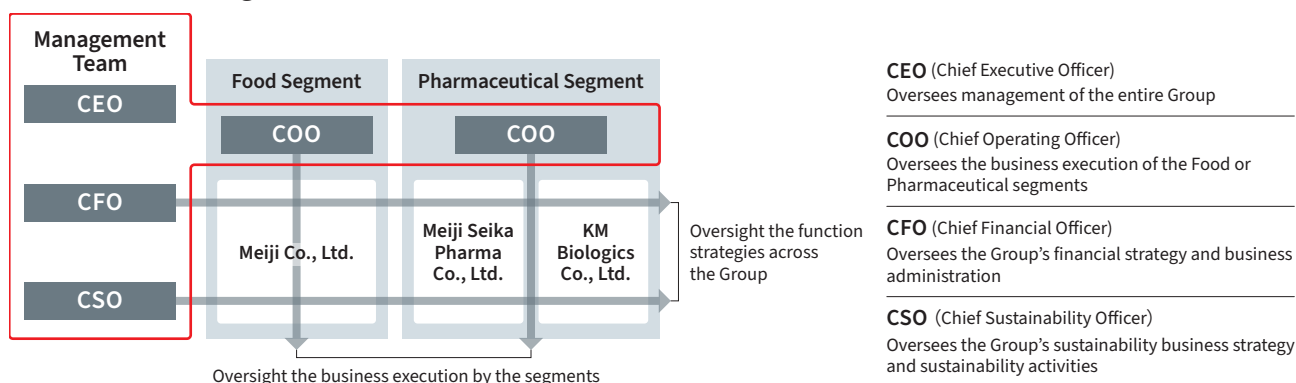 Management
Team
CEO
CFO
CSO
Food Segment
COO
Meiji Co., Ltd.
Pharmaceutical Segment
COO
Meiji Seika
Pharma
Co., Ltd.
KM
Biologics
Co., Ltd.
Oversight the function
strategies across
the Group
Oversight the business execution by the segments
CEO (Chief Executive Officer)
Oversees management of the entire Group
COO (Chief Operating Officer)
Oversees the business execution of the Food or
Pharmaceutical segments
CFO (Chief Financial Officer)
Oversees the Group's financial strategy and business
administration
CSO (Chief Sustainability Officer)
Oversees the Group's sustainability business strategy
and sustainability activities